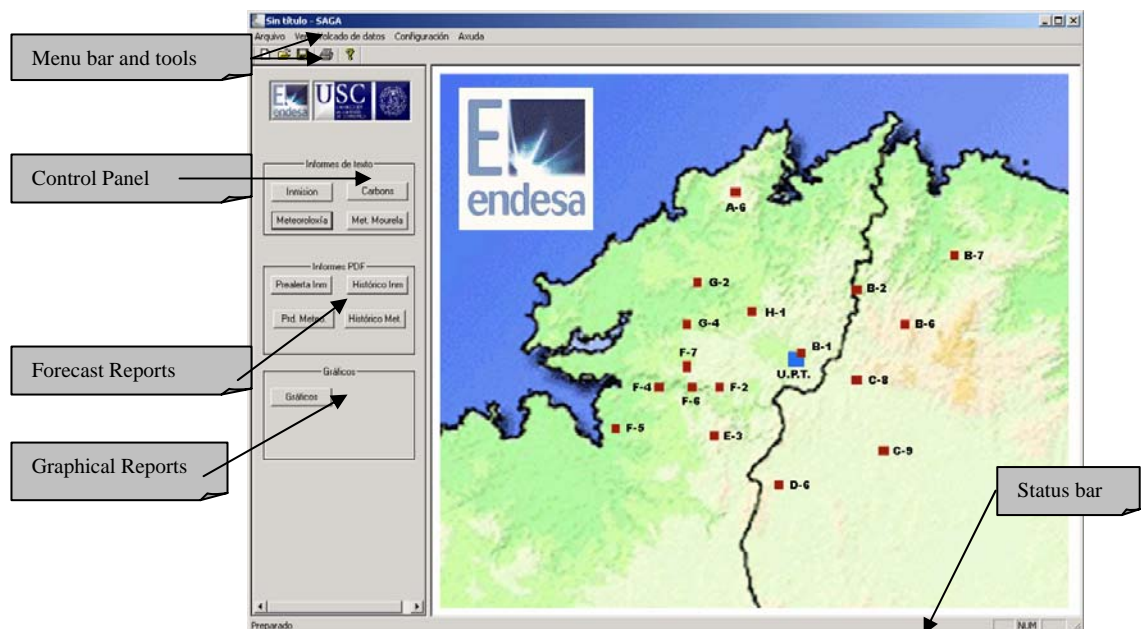 Sin título - SAGA
Arquivo Ver Volcado de datos Configuración Axuda
Menu bar and tools
E
endesa
USC
Control Panel
Informes de texto
Inmision Carbons
Meteoroloxía Met. Mourela
Informes PDF
Prealerta Inm Histórico Inm
Prd. Meteo. Histórico Met.
Forecast Reports
Gráficos
Gráficos
Graphical Reports
E
endesa
A-6
B-7
G-2
B-2
H-1
G-4
B-6
B-1
F-7
U.P.T.
C-8
F-4
F-6
F-2
F-5
E-3
C-9
D-6
Status bar
Preparado
NUM